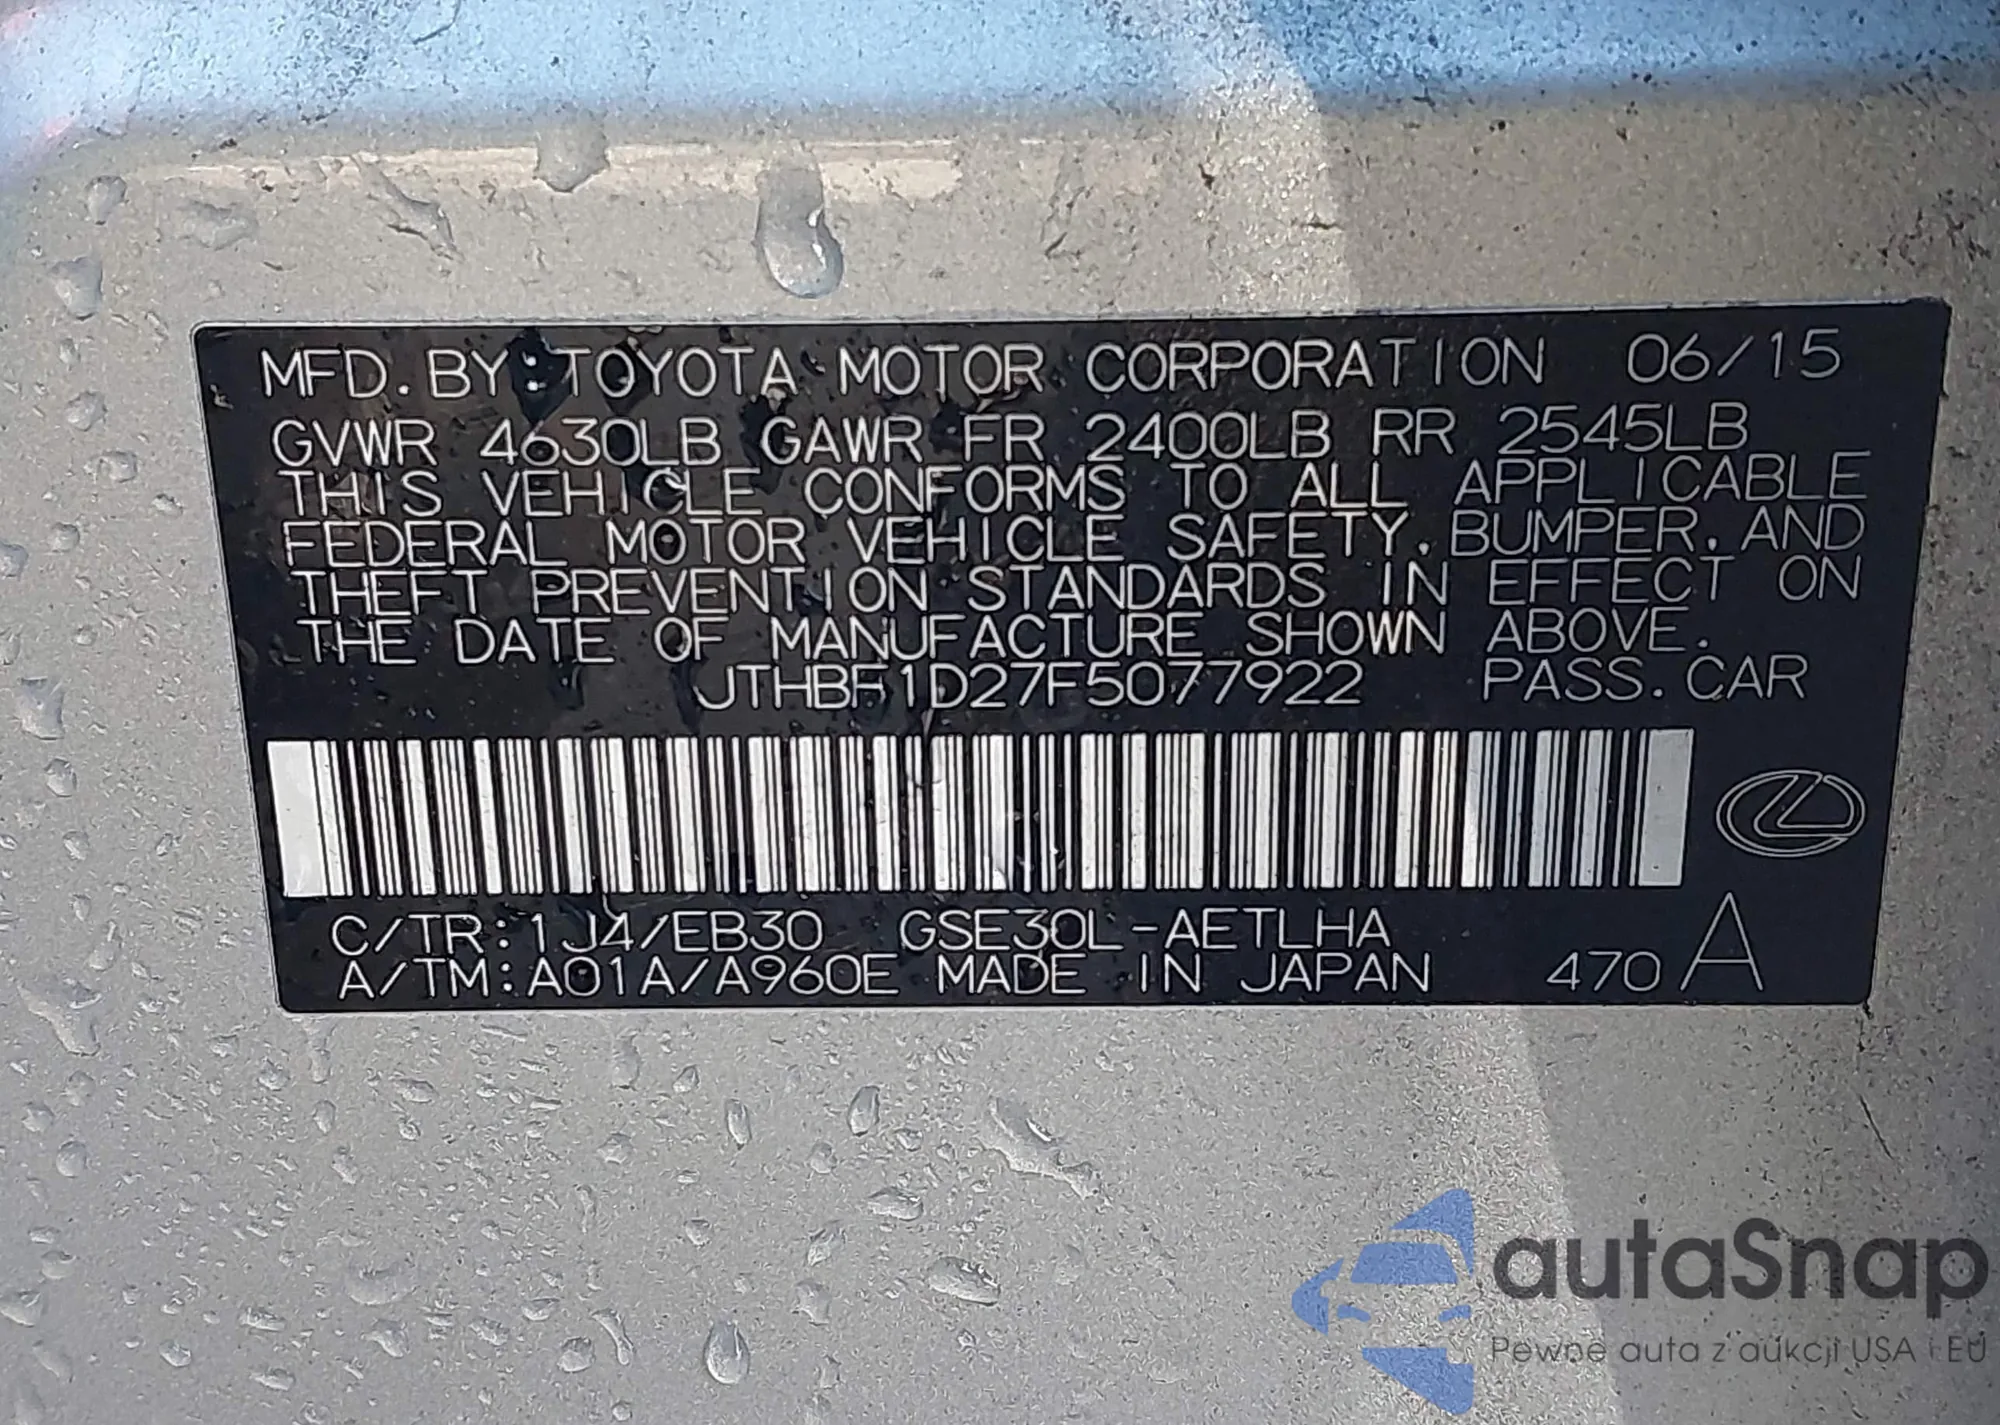 MFD. BY: TOYOTA MOTOR CORPORATION 06/15
GVWR 4630LB GAWR FR 2400LB RR 2545LB
THIS VEHICLE CONFORMS TO ALL APPLICABLE
FEDERAL MOTOR VEHICLE SAFETY, BUMPER, AND
THEFT PREVENTION STANDARDS IN EFFECT ON
THE DATE OF MANUFACTURE SHOWN ABOVE.
JTHBF1D27F5077922 PASS. CAR
C/TR: 1J4/EB30 GSE30L-AETLHA
A/TM: A01A/A960E MADE IN JAPAN 470 A
autaSnap
Pewne auta z aukcji USA i EU